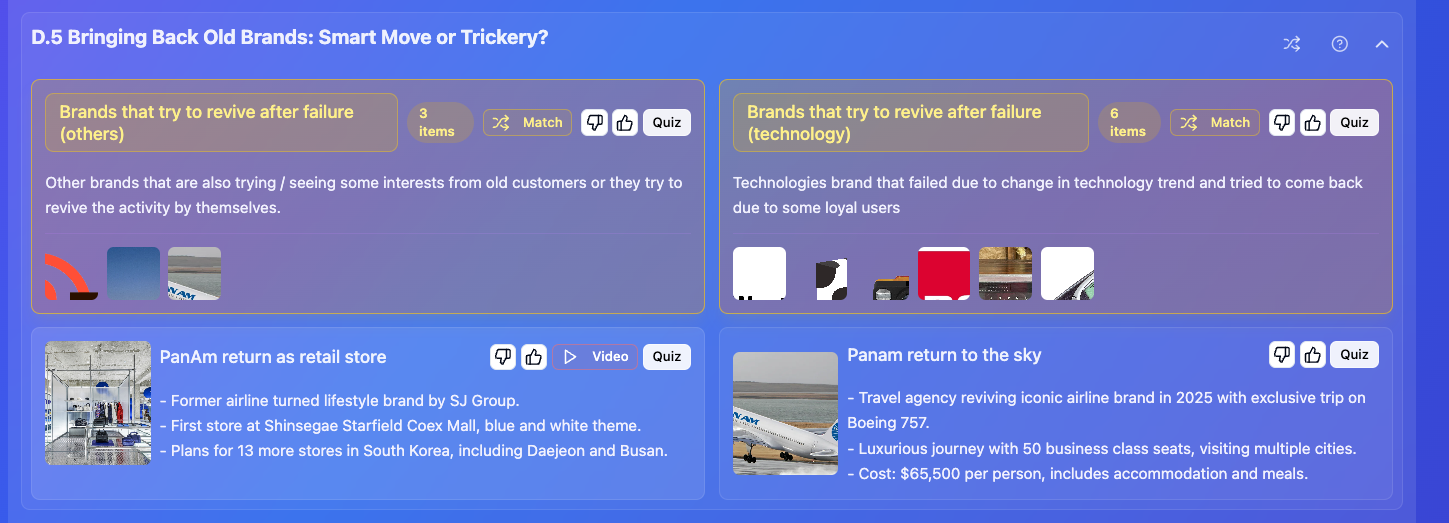 D.5 Bringing Back Old Brands: Smart Move or Trickery?
Brands that try to revive after failure
(others)
3
items
Match
Quiz
Other brands that are also trying / seeing some interests from old customers or they try to
revive the activity by themselves.
AN AM
Brands that try to revive after failure
(technology)
6
items
Match
Quiz
Technologies brand that failed due to change in technology trend and tried to come back
due to some loyal users
PanAm return as retail store
Video
Quiz
- Former airline turned lifestyle brand by SJ Group.
- First store at Shinsegae Starfield Coex Mall, blue and white theme.
- Plans for 13 more stores in South Korea, including Daejeon and Busan.
Panam return to the sky
Quiz
- Travel agency reviving iconic airline brand in 2025 with exclusive trip on
Boeing 757.
- Luxurious journey with 50 business class seats, visiting multiple cities.
- Cost: $65,500 per person, includes accommodation and meals.
AN AM